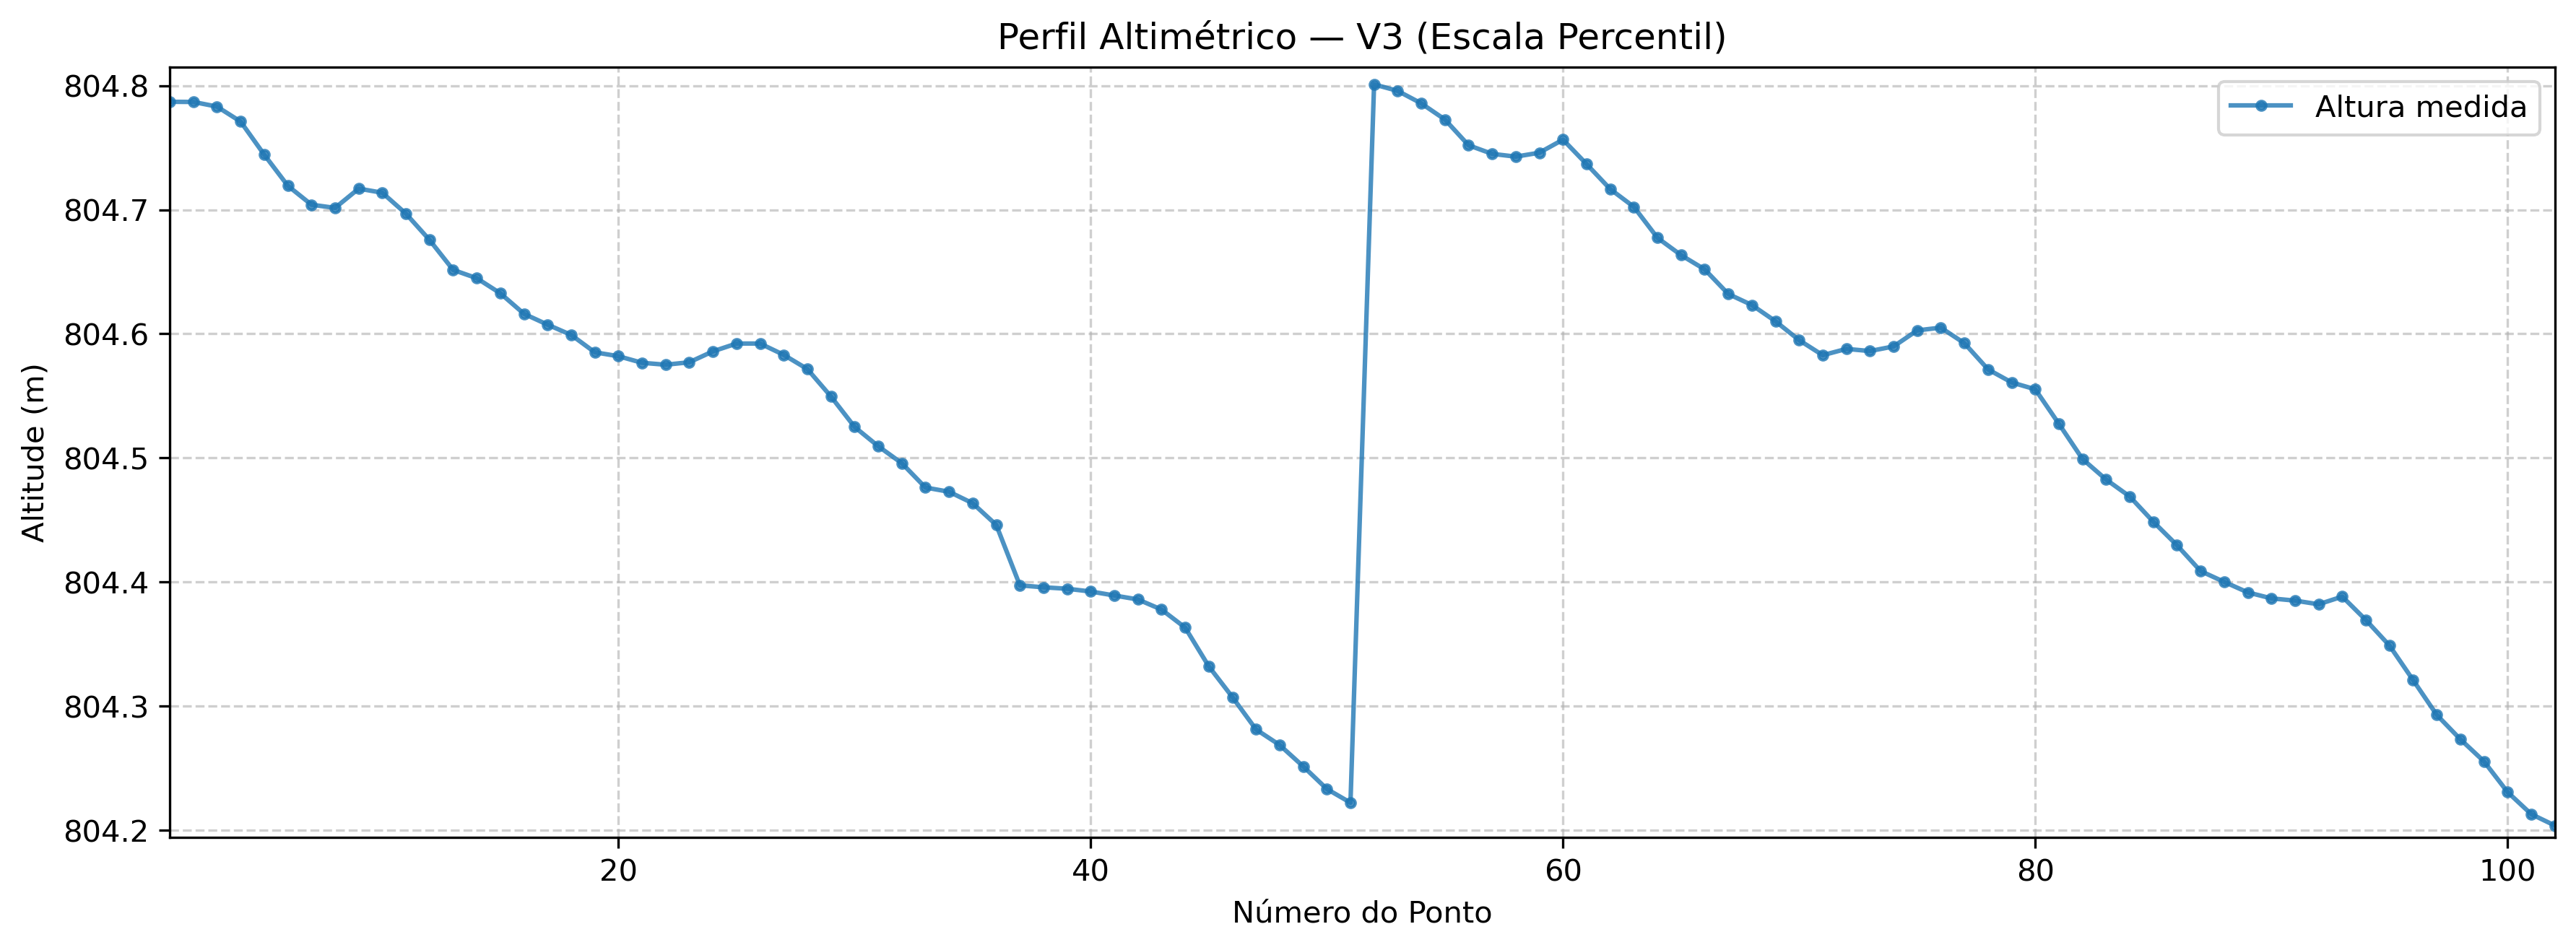 Perfil Altimétrico — V3 (Escala Percentil)
Altura medida
804.8
804.7
804.6
804.5
804.4
804.3
804.2
Altitude (m)
20 40 60 80 100
Número do Ponto